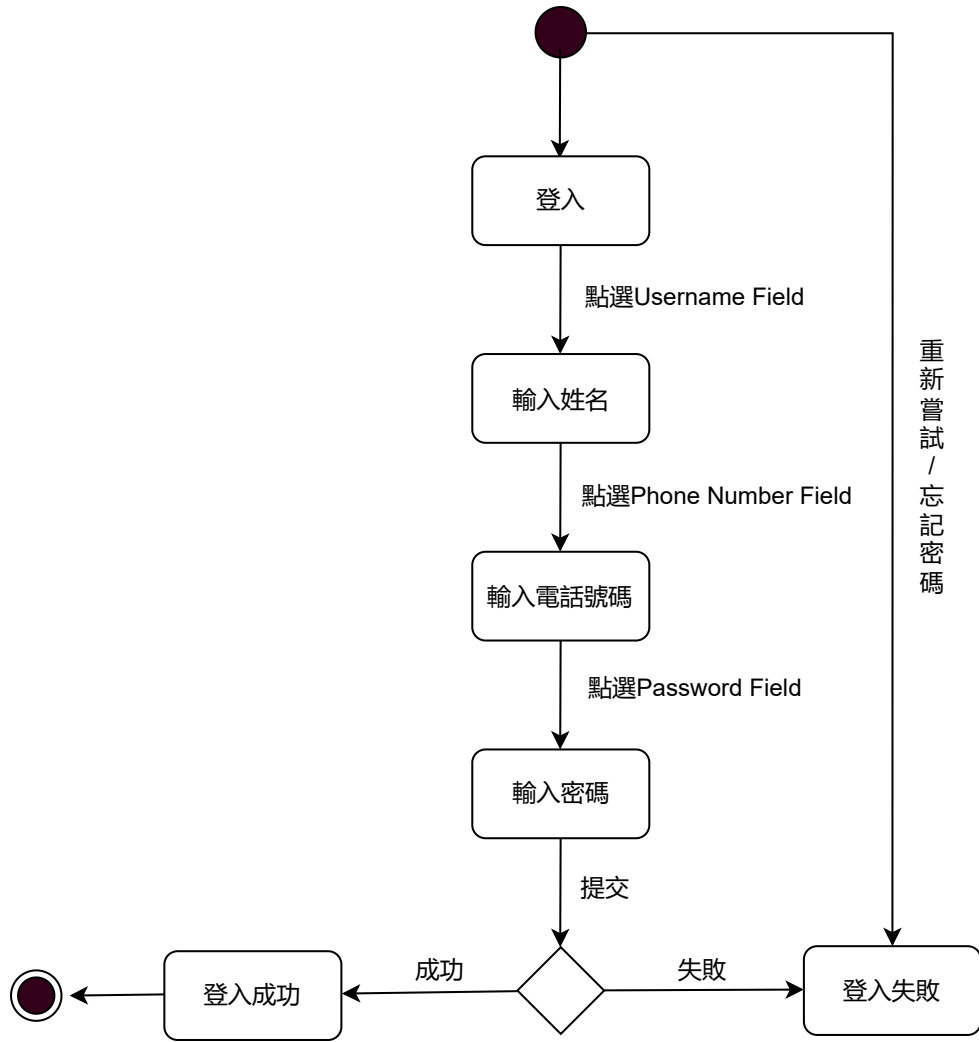 登入
點選Username Field
輸入姓名
點選Phone Number Field
輸入電話號碼
點選Password Field
輸入密碼
提交
成功
失敗
登入成功
登入失敗
重新嘗試/忘記密碼